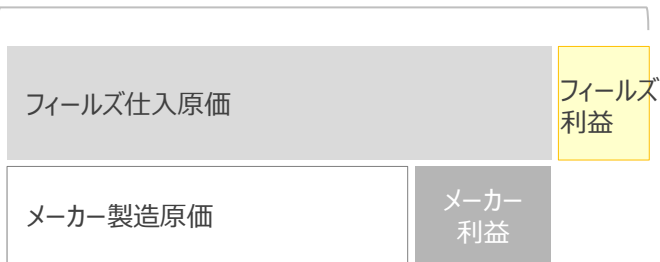 フィールズ仕入原価
フィールズ
利益
メーカー製造原価
メーカー
利益